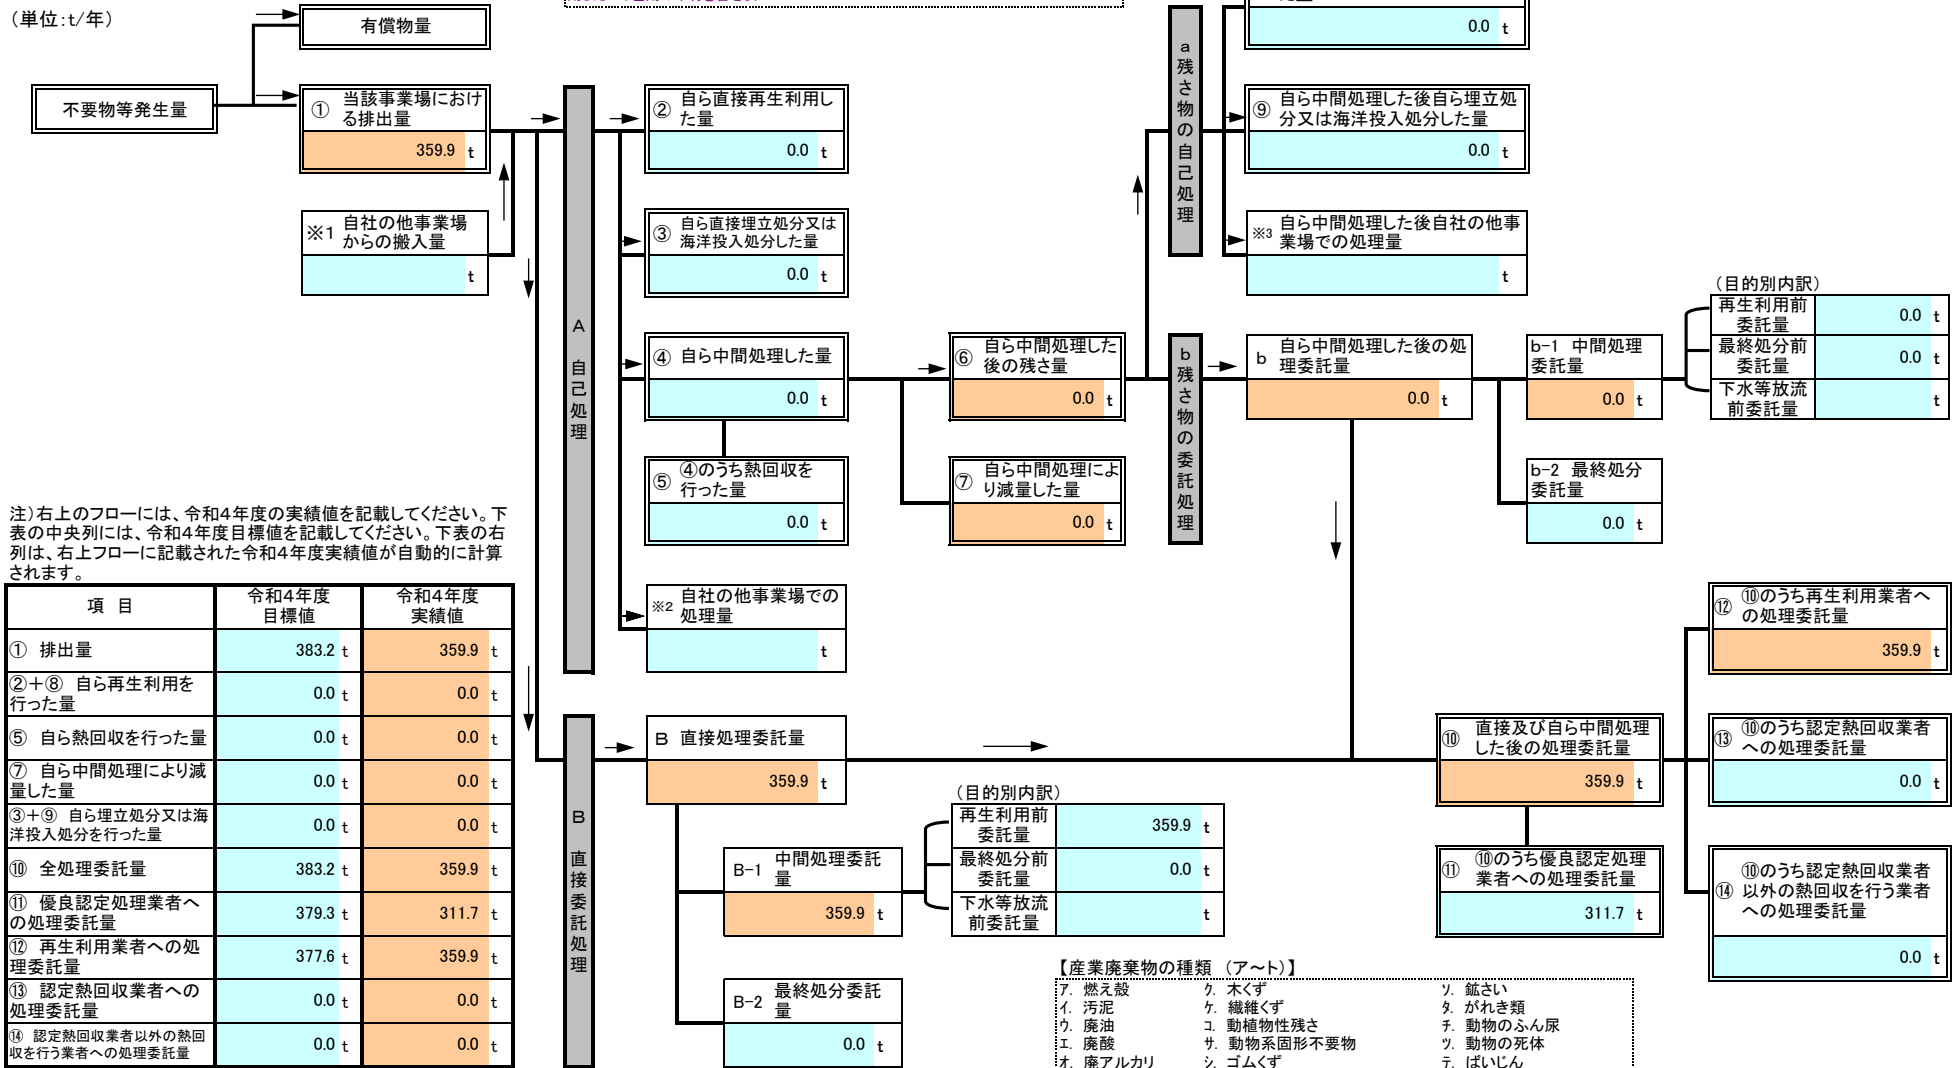 (単位:t/年)
有償物量
不要物等発生量
① 当該事業場におけ
る排出量
359.9 t
※1 自社の他事業場
からの搬入量
t
A 自己処理
② 自ら直接再生利用し
た量
0.0 t
③ 自ら直接埋立処分又は
海洋投入処分した量
0.0 t
④ 自ら中間処理した量
0.0 t
⑤ ④のうち熱回収を
行った量
0.0 t
※2 自社の他事業場での
処理量
t
⑥ 自ら中間処理した
後の残さ量
0.0 t
⑦ 自ら中間処理によ
り減量した量
0.0 t
a 残さ物の自己処理
0.0 t
⑨ 自ら中間処理した後自ら埋立処
分又は海洋投入処分した量
0.0 t
※3 自ら中間処理した後自社の他事
業場での処理量
t
b 残さ物の委託処理
b 自ら中間処理した後の処
理委託量
0.0 t
b-1 中間処理
委託量
0.0 t
b-2 最終処分
委託量
0.0 t
(目的別内訳)
再生利用前
委託量
0.0 t
最終処分前
委託量
0.0 t
下水等放流
前委託量
t
注)右上のフローには、令和4年度の実績値を記載してください。下
表の中央列には、令和4年度目標値を記載してください。下表の右
列は、右上フローに記載された令和4年度実績値が自動的に計算
されます。
項 目 令和4年度 令和4年度
目標値 実績値
① 排出量 383.2 t 359.9 t
②+⑧ 自ら再生利用を
行った量 0.0 t 0.0 t
⑤ 自ら熱回収を行った量 0.0 t 0.0 t
⑦ 自ら中間処理により減
量した量 0.0 t 0.0 t
③+⑨ 自ら埋立処分又は海
洋投入処分を行った量 0.0 t 0.0 t
⑩ 全処理委託量 383.2 t 359.9 t
⑪ 優良認定処理業者へ
の処理委託量 379.3 t 311.7 t
⑫ 再生利用業者への処
理委託量 377.6 t 359.9 t
⑬ 認定熱回収業者への
処理委託量 0.0 t 0.0 t
⑭ 認定熱回収業者以外の熱回
収を行う業者への処理委託量 0.0 t 0.0 t
B 直接委託処理
B 直接処理委託量
359.9 t
B-1 中間処理委託
量
359.9 t
B-2 最終処分委託
量
0.0 t
(目的別内訳)
再生利用前
委託量
359.9 t
最終処分前
委託量
0.0 t
下水等放流
前委託量
t
⑩ 直接及び自ら中間処理
した後の処理委託量
359.9 t
⑪ ⑩のうち優良認定処理
業者への処理委託量
311.7 t
⑫ ⑩のうち再生利用業者へ
の処理委託量
359.9 t
⑬ ⑩のうち認定熱回収業者
への処理委託量
0.0 t
⑭ ⑩のうち認定熱回収業者
以外の熱回収を行う業者
への処理委託量
0.0 t
【産業廃棄物の種類 (ア~ト)】
ア. 燃え殻 ク. 木くず ソ. 鉱さい
イ. 汚泥 ケ. 繊維くず タ. がれき類
ウ. 廃油 コ. 動植物性残さ チ. 動物のふん尿
エ. 廃酸 サ. 動物系固形不要物 ツ. 動物の死体
オ. 廃アルカリ シ. ゴムくず テ. ばいじん